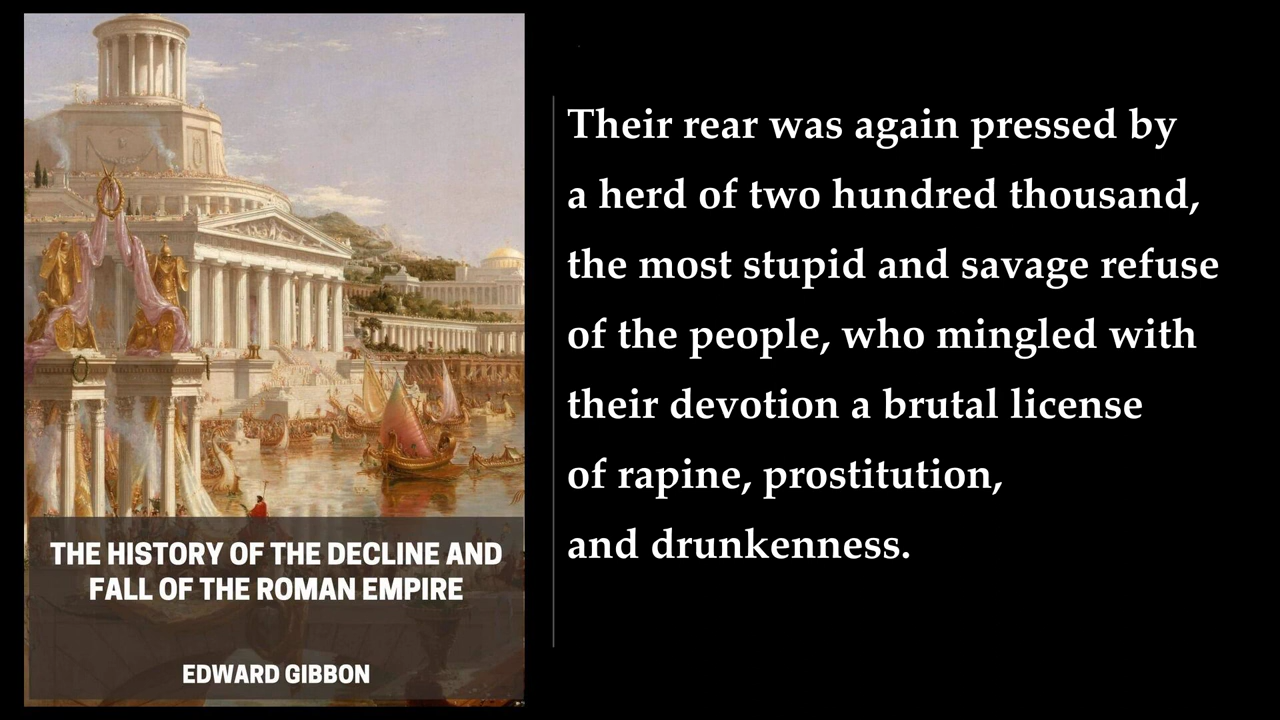 THE HISTORY OF THE DECLINE AND
FALL OF THE ROMAN EMPIRE
EDWARD GIBBON
Their rear was again pressed by
a herd of two hundred thousand,
the most stupid and savage refuse
of the people, who mingled with
their devotion a brutal license
of rapine, prostitution,
and drunkenness.